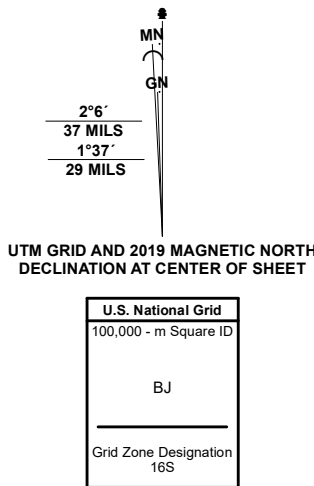 MN
GN
2°6´
37 MILS
1°37´
29 MILS
UTM GRID AND 2019 MAGNETIC NORTH
DECLINATION AT CENTER OF SHEET
U.S. National Grid
100,000 - m Square ID
BJ
Grid Zone Designation
16S